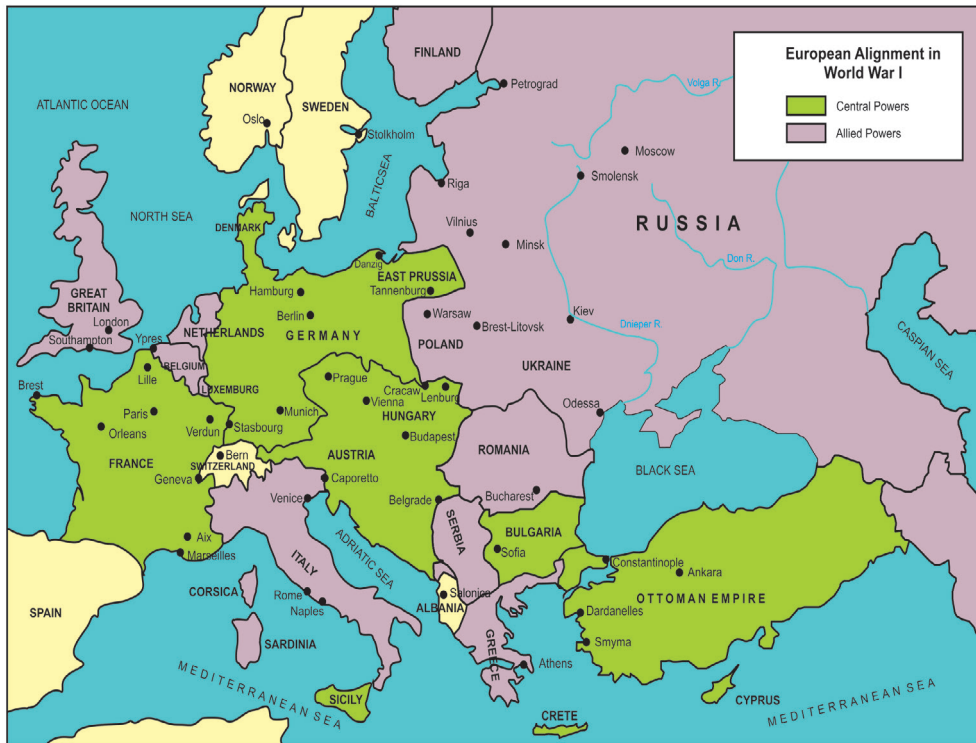 European Alignment in
World War I
Central Powers
Allied Powers
FINLAND
NORWAY
SWEDEN
Volga R.
Petrograd
ATLANTIC OCEAN
Oslo
Stolkholm
Moscow
Smolensk
BALTICSEA
Riga
NORTH SEA
RUSSIA
DENMARK
Vilnius
Minsk
Danzig
Don R.
EAST PRUSSIA
GREAT
BRITAIN
Hamburg
Tannenburg
London
Berlin
Warsaw
Kiev
NETHERLANDS
GERMANY
Brest-Litovsk
Dnieper R.
CASPIAN SEA
Southampton
Ypres
POLAND
BELGIUM
UKRAINE
Lille
Prague
Brest
LUXEMBURG
Cracaw
Lenburg
Vienna
Paris
Munich
HUNGARY
Odessa
Orleans
Verdun
Stasbourg
Budapest
ROMANIA
Bern
AUSTRIA
FRANCE
SWITZERLAND
BLACK SEA
Geneva
Caporetto
Venice
Belgrade
Bucharest
SERBIA
BULGARIA
Aix
Sofia
Marseilles
ADRIATIC SEA
ITALY
Constantinople
Ankara
CORSICA
Rome
Salonica
OTTOMAN EMPIRE
SPAIN
Naples
ALBANIA
Dardanelles
SARDINIA
GREECE
Smyma
Athens
MEDITERRANEAN SEA
SICILY
CYPRUS
CRETE
MEDITERRANEAN SEA